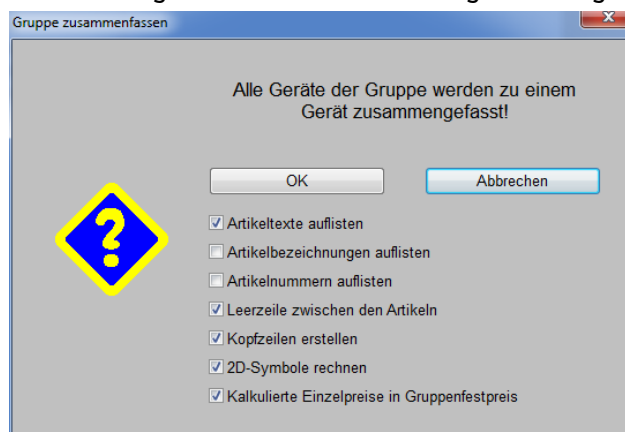 Gruppe zusammenfassen
Alle Geräte der Gruppe werden zu einem
Gerät zusammengefasst!
OK
Abbrechen
Artikeltexte auflisten
Artikelbezeichnungen auflisten
Artikelnummern auflisten
Leerzeile zwischen den Artikeln
Kopfzeilen erstellen
2D-Symbole rechnen
Kalkulierte Einzelpreise in Gruppenfestpreis